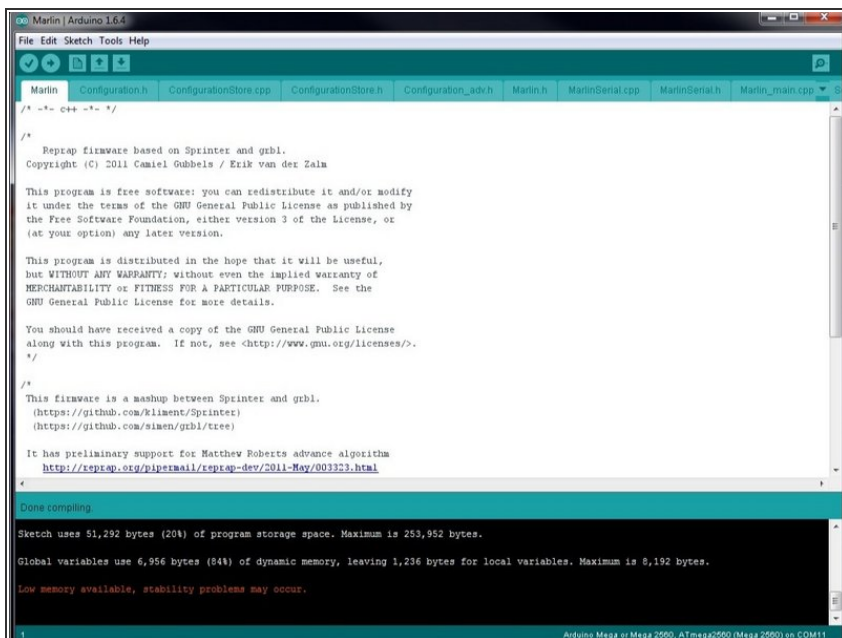 Marlin | Arduino 1.6.4
File Edit Sketch Tools Help
Marlin Configuration.h ConfigurationStore.cpp ConfigurationStore.h Configuration_adv.h Marlin.h MarlinSerial.cpp MarlinSerial.h Marlin_main.cpp S
/* -*- c++ -*- */
/*
Reprap firmware based on Sprinter and grbl.
Copyright (C) 2011 Camiel Gubbels / Erik van der Zalm
This program is free software: you can redistribute it and/or modify
it under the terms of the GNU General Public License as published by
the Free Software Foundation, either version 3 of the License, or
(at your option) any later version.
This program is distributed in the hope that it will be useful,
but WITHOUT ANY WARRANTY; without even the implied warranty of
MERCHANTABILITY or FITNESS FOR A PARTICULAR PURPOSE. See the
GNU General Public License for more details.
You should have received a copy of the GNU General Public License
along with this program. If not, see <http://www.gnu.org/licenses/>.
*/
/*
This firmware is a mashup between Sprinter and grbl.
(https://github.com/kliment/Sprinter)
(https://github.com/simen/grbl/tree)
It has preliminary support for Matthew Roberts advance algorithm
http://reprap.org/pipermail/reprap-dev/2011-May/003323.html
Done compiling.
Sketch uses 51,292 bytes (20%) of program storage space. Maximum is 253,952 bytes.
Global variables use 6,956 bytes (84%) of dynamic memory, leaving 1,236 bytes for local variables. Maximum is 8,192 bytes.
Low memory available, stability problems may occur.
1 Arduino Mega or Mega 2560, ATmega2560 (Mega 2560) on COM11